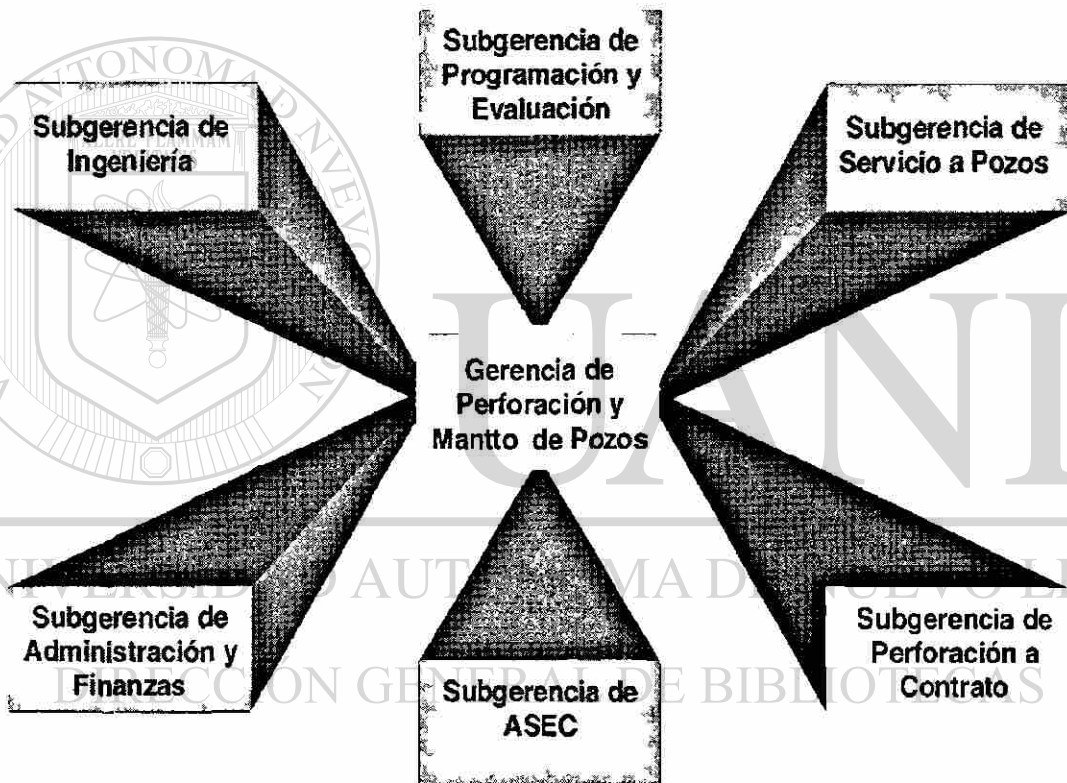 Subgerencia de
Programación y
Evaluación
Subgerencia de
Ingeniería
Subgerencia de
Servicio a Pozos
Gerencia de
Perforación y
Mantto de Pozos
Subgerencia de
Administración y
Finanzas
Subgerencia de
ASEC
Subgerencia de
Perforación a
Contrato
UANL
UNIVERSIDAD AUTÓNOMA DE NUEVO LEÓN
DIRECCIÓN GENERAL DE BIBLIOTECAS